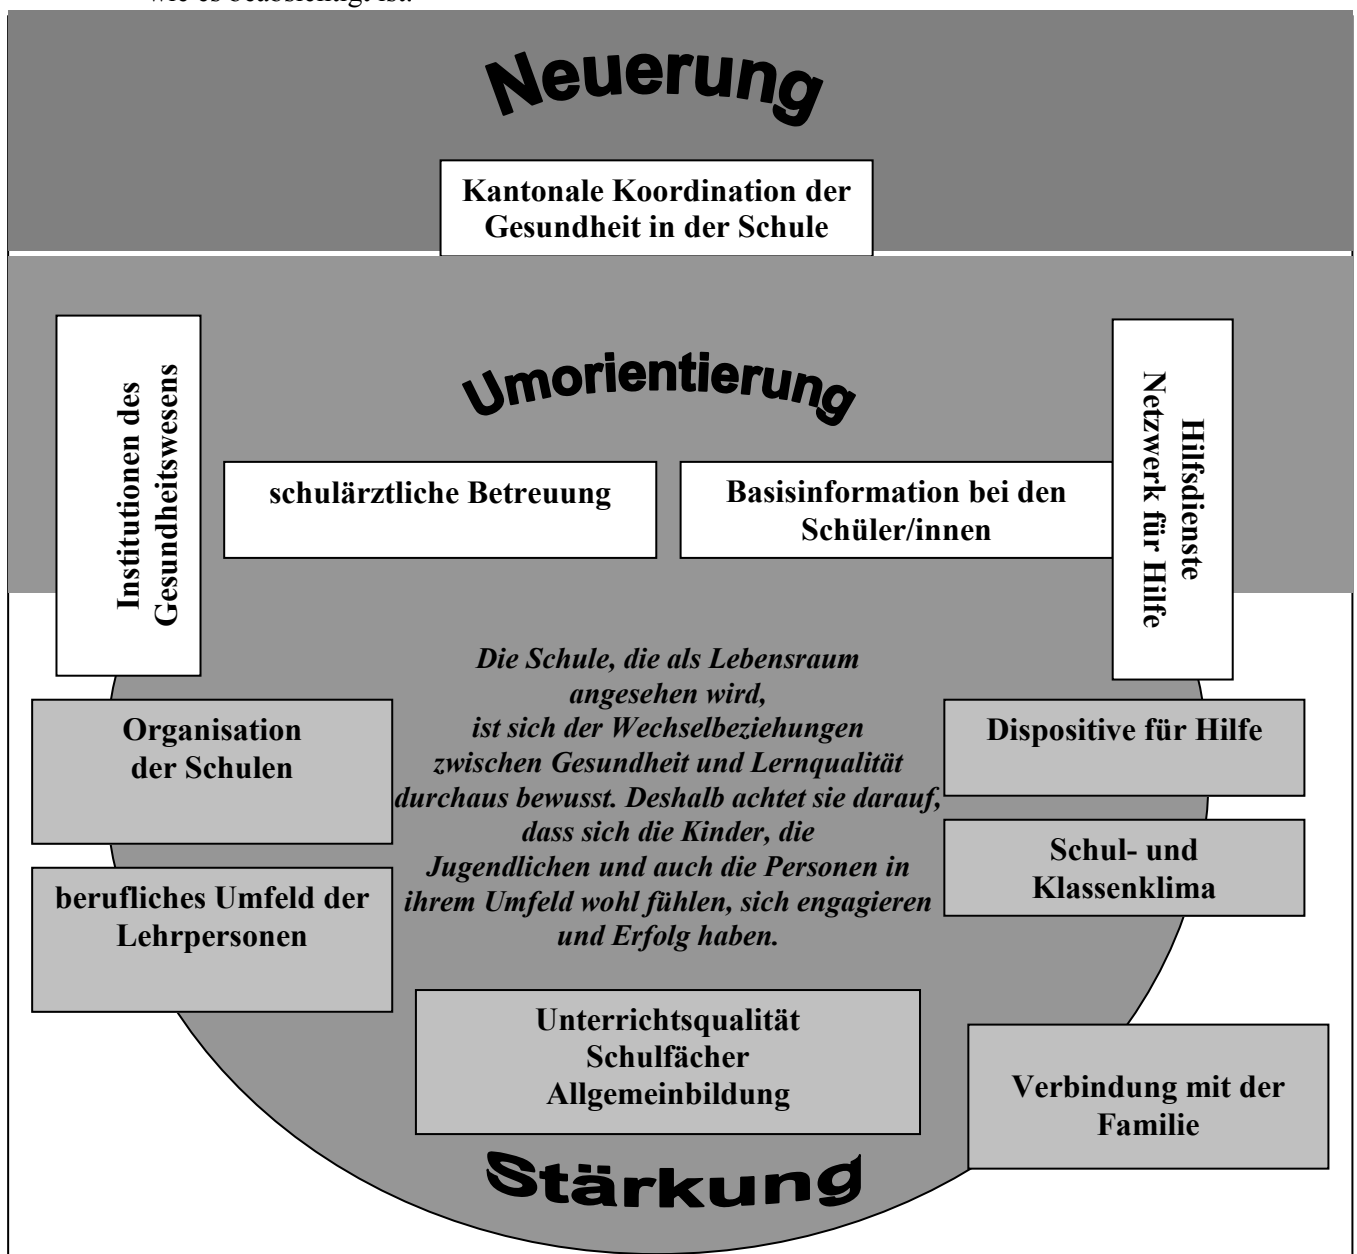 wie es beabsichtigt ist.
Neuerung
Kantonale Koordination der
Gesundheit in der Schule
Umorientierung
Institutionen des
Gesundheitswesens
schulärztliche Betreuung
Basisinformation bei den
Schüler/innen
Hilfsdienste
Netzwerk für Hilfe
Die Schule, die als Lebensraum
angesehen wird,
ist sich der Wechselbeziehungen
zwischen Gesundheit und Lernqualität
durchaus bewusst. Deshalb achtet sie darauf,
dass sich die Kinder, die
Jugendlichen und auch die Personen in
ihrem Umfeld wohl fühlen, sich engagieren
und Erfolg haben.
Organisation
der Schulen
berufliches Umfeld der
Lehrpersonen
Dispositive für Hilfe
Schul- und
Klassenklima
Unterrichtsqualität
Schulfächer
Allgemeinbildung
Verbindung mit der
Familie
Stärkung